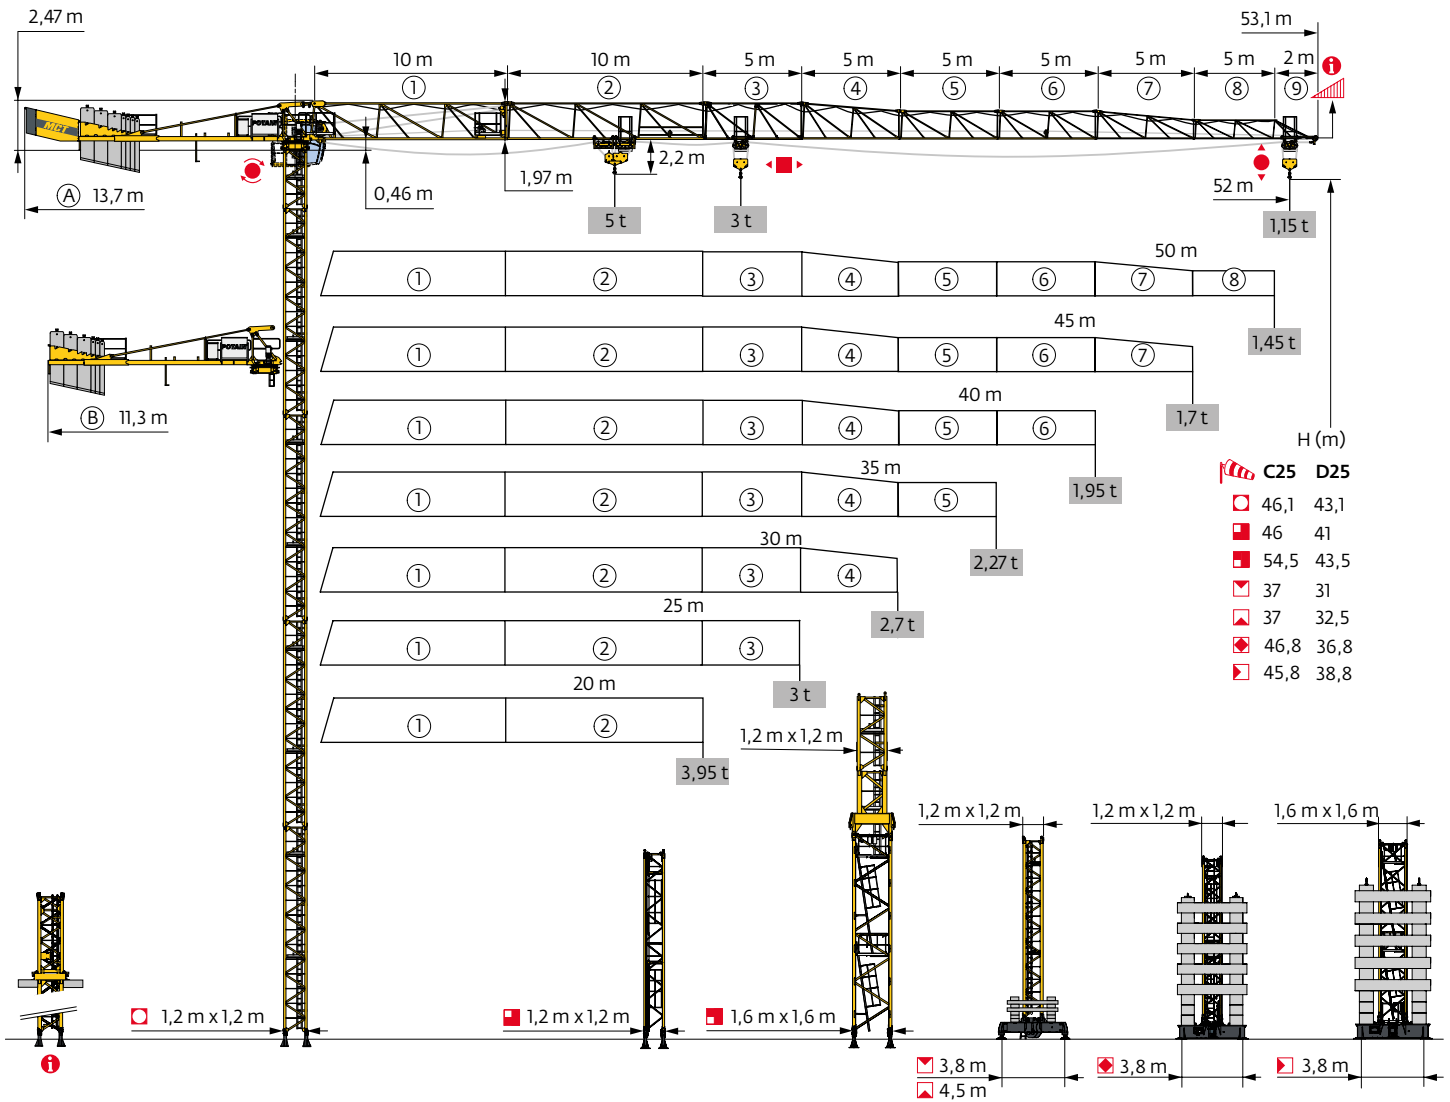 2,47 m
53,1 m
10 m 10 m 5 m 5 m 5 m 5 m 5 m 5 m 2 m
1 2 3 4 5 6 7 8 9
i
MCT
POTAIN
2,2 m
A 13,7 m
0,46 m
1,97 m
52 m
5 t
3 t
1,15 t
50 m
1 2 3 4 5 6 7 8
1,45 t
45 m
1 2 3 4 5 6 7
1,7 t
POTAIN
B 11,3 m
40 m
1 2 3 4 5 6
1,95 t
35 m
1 2 3 4 5
2,27 t
30 m
1 2 3 4
2,7 t
25 m
1 2 3
3 t
20 m
1 2
3,95 t
H (m)
C25 D25
46,1 43,1
46 41
54,5 43,5
37 31
37 32,5
46,8 36,8
45,8 38,8
1,2 m x 1,2 m
1,2 m x 1,2 m
1,2 m x 1,2 m
1,6 m x 1,6 m
1,2 m x 1,2 m
1,2 m x 1,2 m
1,6 m x 1,6 m
i
3,8 m
4,5 m
3,8 m
3,8 m